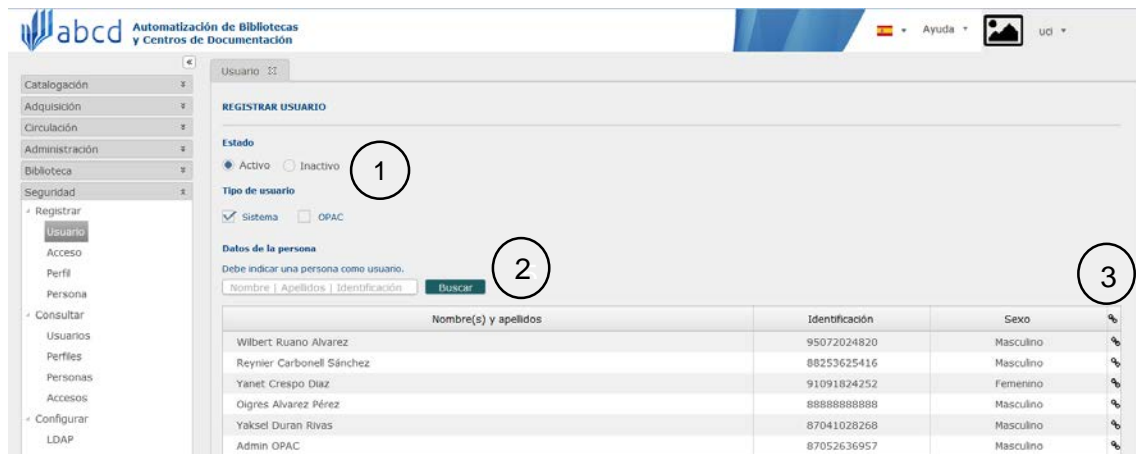 abcd Automatización de Bibliotecas
y Centros de Documentación
Ayuda
uci
Usuario
Catalogación
Adquisición
Circulación
Administración
Biblioteca
Seguridad
Registrar
Usuario
Acceso
Perfil
Persona
Consultar
Usuarios
Perfiles
Personas
Accesos
Configurar
LDAP
REGISTRAR USUARIO
Estado
Activo Inactivo
1
Tipo de usuario
Sistema OPAC
Datos de la persona
Debe indicar una persona como usuario.
Nombre | Apellidos | Identificación Buscar
2
3
Nombre(s) y apellidos Identificación Sexo
Wilbert Ruano Alvarez 95072024820 Masculino
Reynier Carbonell Sánchez 88253625416 Masculino
Yanet Crespo Diaz 91091824252 Femenino
Oigres Alvarez Pérez 88888888888 Masculino
Yaksel Duran Rivas 87041028268 Masculino
Admin OPAC 87052636957 Masculino